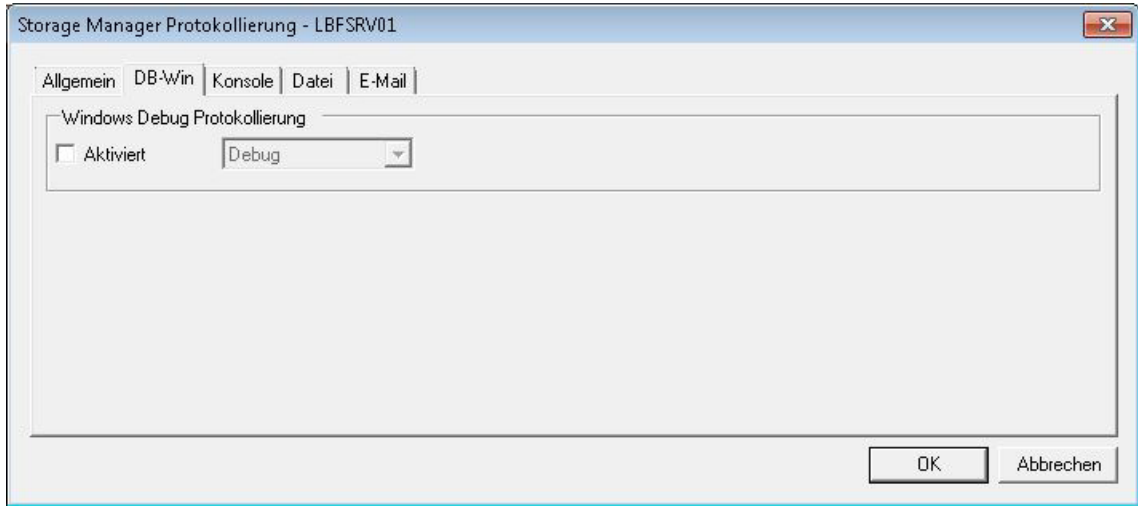 Storage Manager Protokollierung - LBFSRV01
Allgemein DB-Win Konsole Datei E-Mail
Windows Debug Protokollierung
Aktiviert Debug
OK Abbrechen